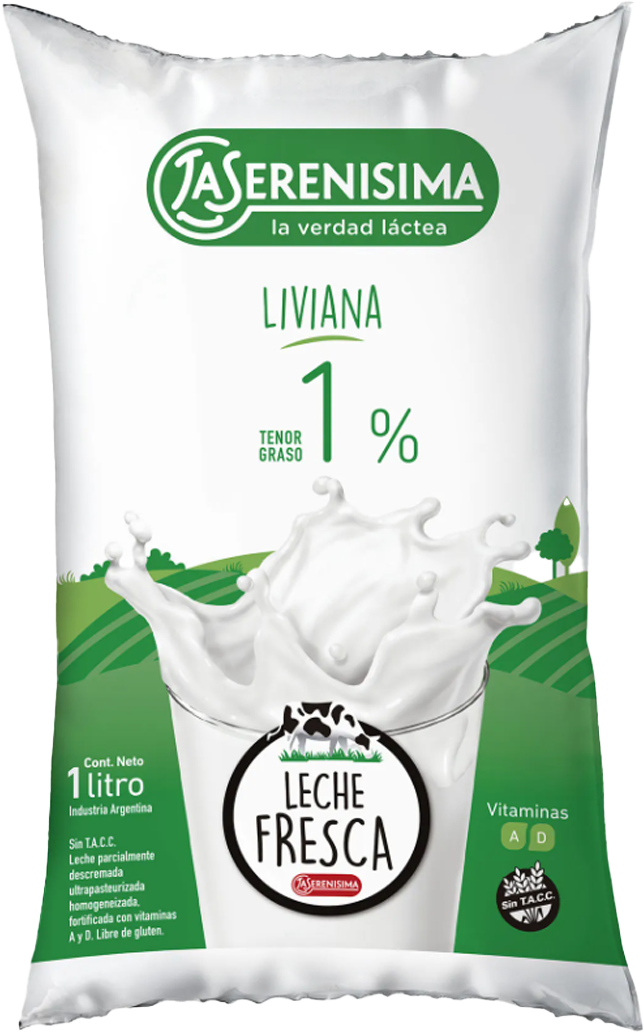 LASERENISIMA
la verdad láctea
LIVIANA
TENOR
GRASO
1 %
Cont. Neto
1 litro
Industria Argentina
Sin T.A.C.C.
Leche parcialmente
descremada
ultrapasteurizada
homogeneizada,
fortificada con vitaminas
A y D. Libre de gluten.
LECHE
FRESCA
LASERENISIMA
Vitaminas
A D
Sin T.A.C.C.